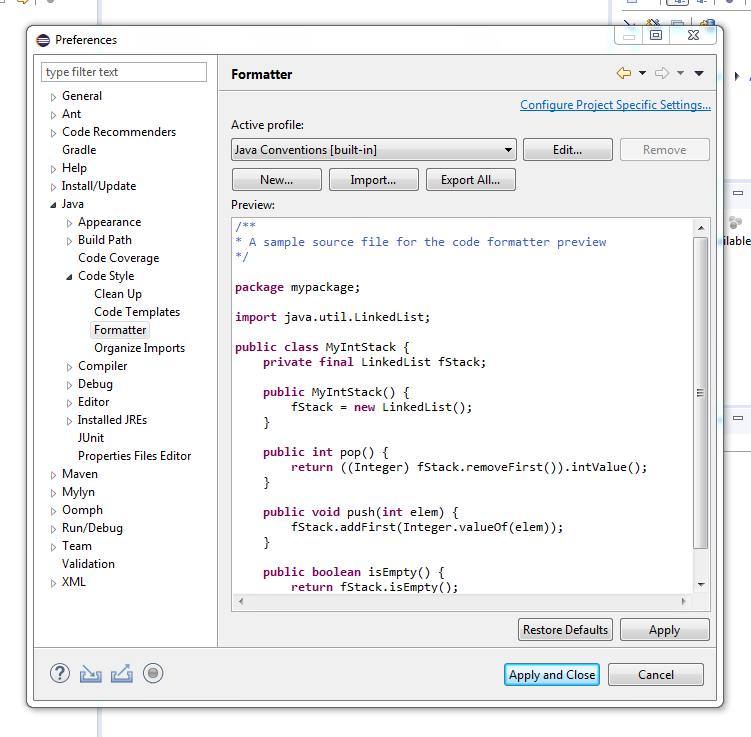 Preferences
type filter text
General
Ant
Code Recommenders
Gradle
Help
Install/Update
Java
Appearance
Build Path
Code Coverage
Code Style
Clean Up
Code Templates
Formatter
Organize Imports
Compiler
Debug
Editor
Installed JREs
JUnit
Properties Files Editor
Maven
Mylyn
Oomph
Run/Debug
Team
Validation
XML
Formatter
Configure Project Specific Settings...
Active profile:
Java Conventions [built-in]
Edit...
Remove
New...
Import...
Export All...
Preview:
/**
* A sample source file for the code formatter preview
*/
package mypackage;
import java.util.LinkedList;
public class MyIntStack {
private final LinkedList fStack;
public MyIntStack() {
fStack = new LinkedList();
}
public int pop() {
return ((Integer) fStack.removeFirst()).intValue();
}
public void push(int elem) {
fStack.addFirst(Integer.valueOf(elem));
}
public boolean isEmpty() {
return fStack.isEmpty();
Restore Defaults
Apply
Apply and Close
Cancel
ilable